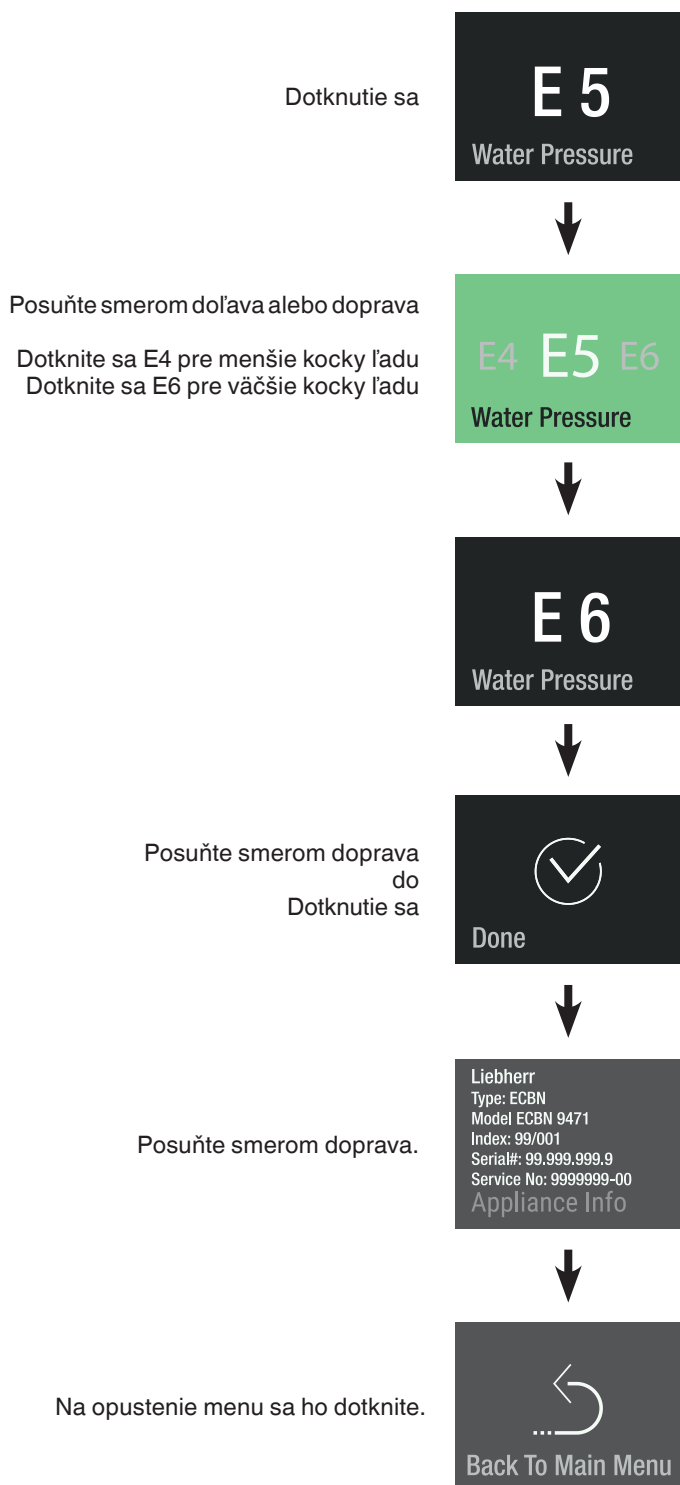 Dotknutie sa
E 5
Water Pressure
Posuňte smerom doľava alebo doprava
Dotknite sa E4 pre menšie kocky ľadu
Dotknite sa E6 pre väčšie kocky ľadu
E4 E5 E6
Water Pressure
E 6
Water Pressure
Posuňte smerom doprava
do
Dotknutie sa
Done
Posuňte smerom doprava.
Liebherr
Type: ECBN
Model ECBN 9471
Index: 99/001
Serial#: 99.999.999.9
Service No: 9999999-00
Appliance Info
Na opustenie menu sa ho dotknite.
Back To Main Menu